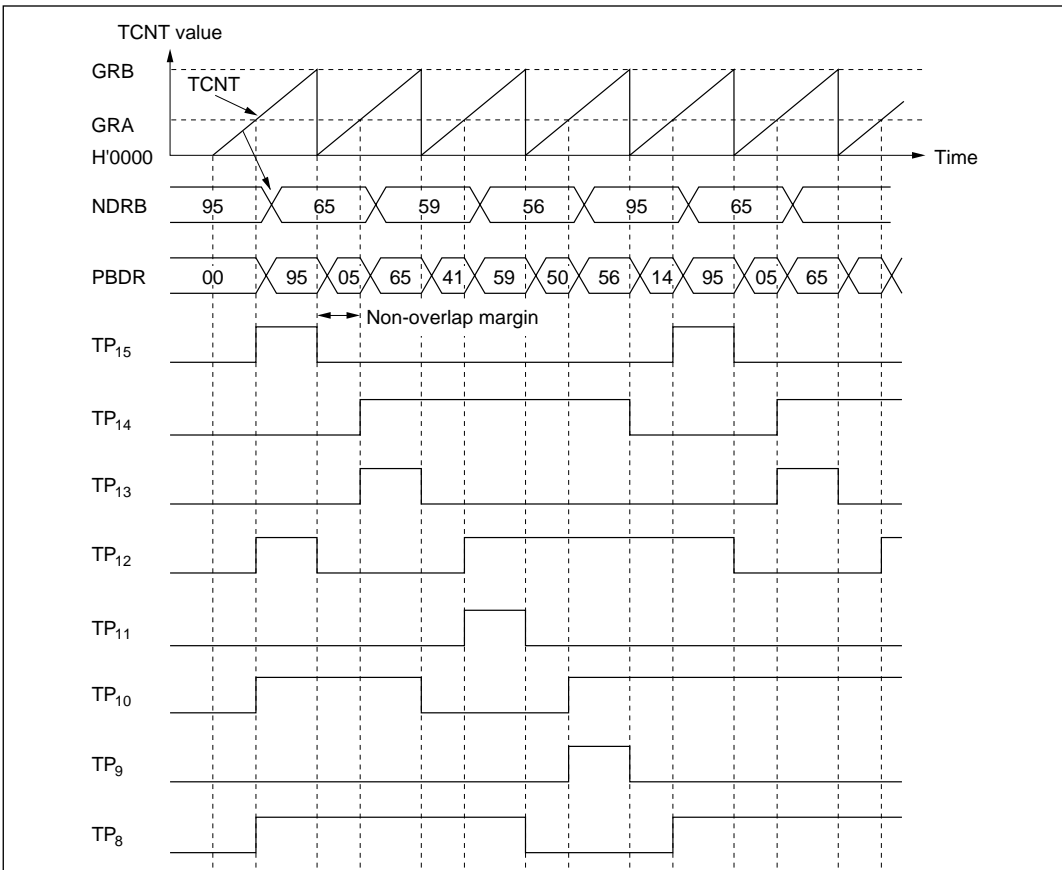 TCNT value
GRB
TCNT
GRA
H'0000
Time
NDRB 95 65 59 56 95 65
PBDR 00 95 05 65 41 59 50 56 14 95 05 65
Non-overlap margin
TP15
TP14
TP13
TP12
TP11
TP10
TP9
TP8